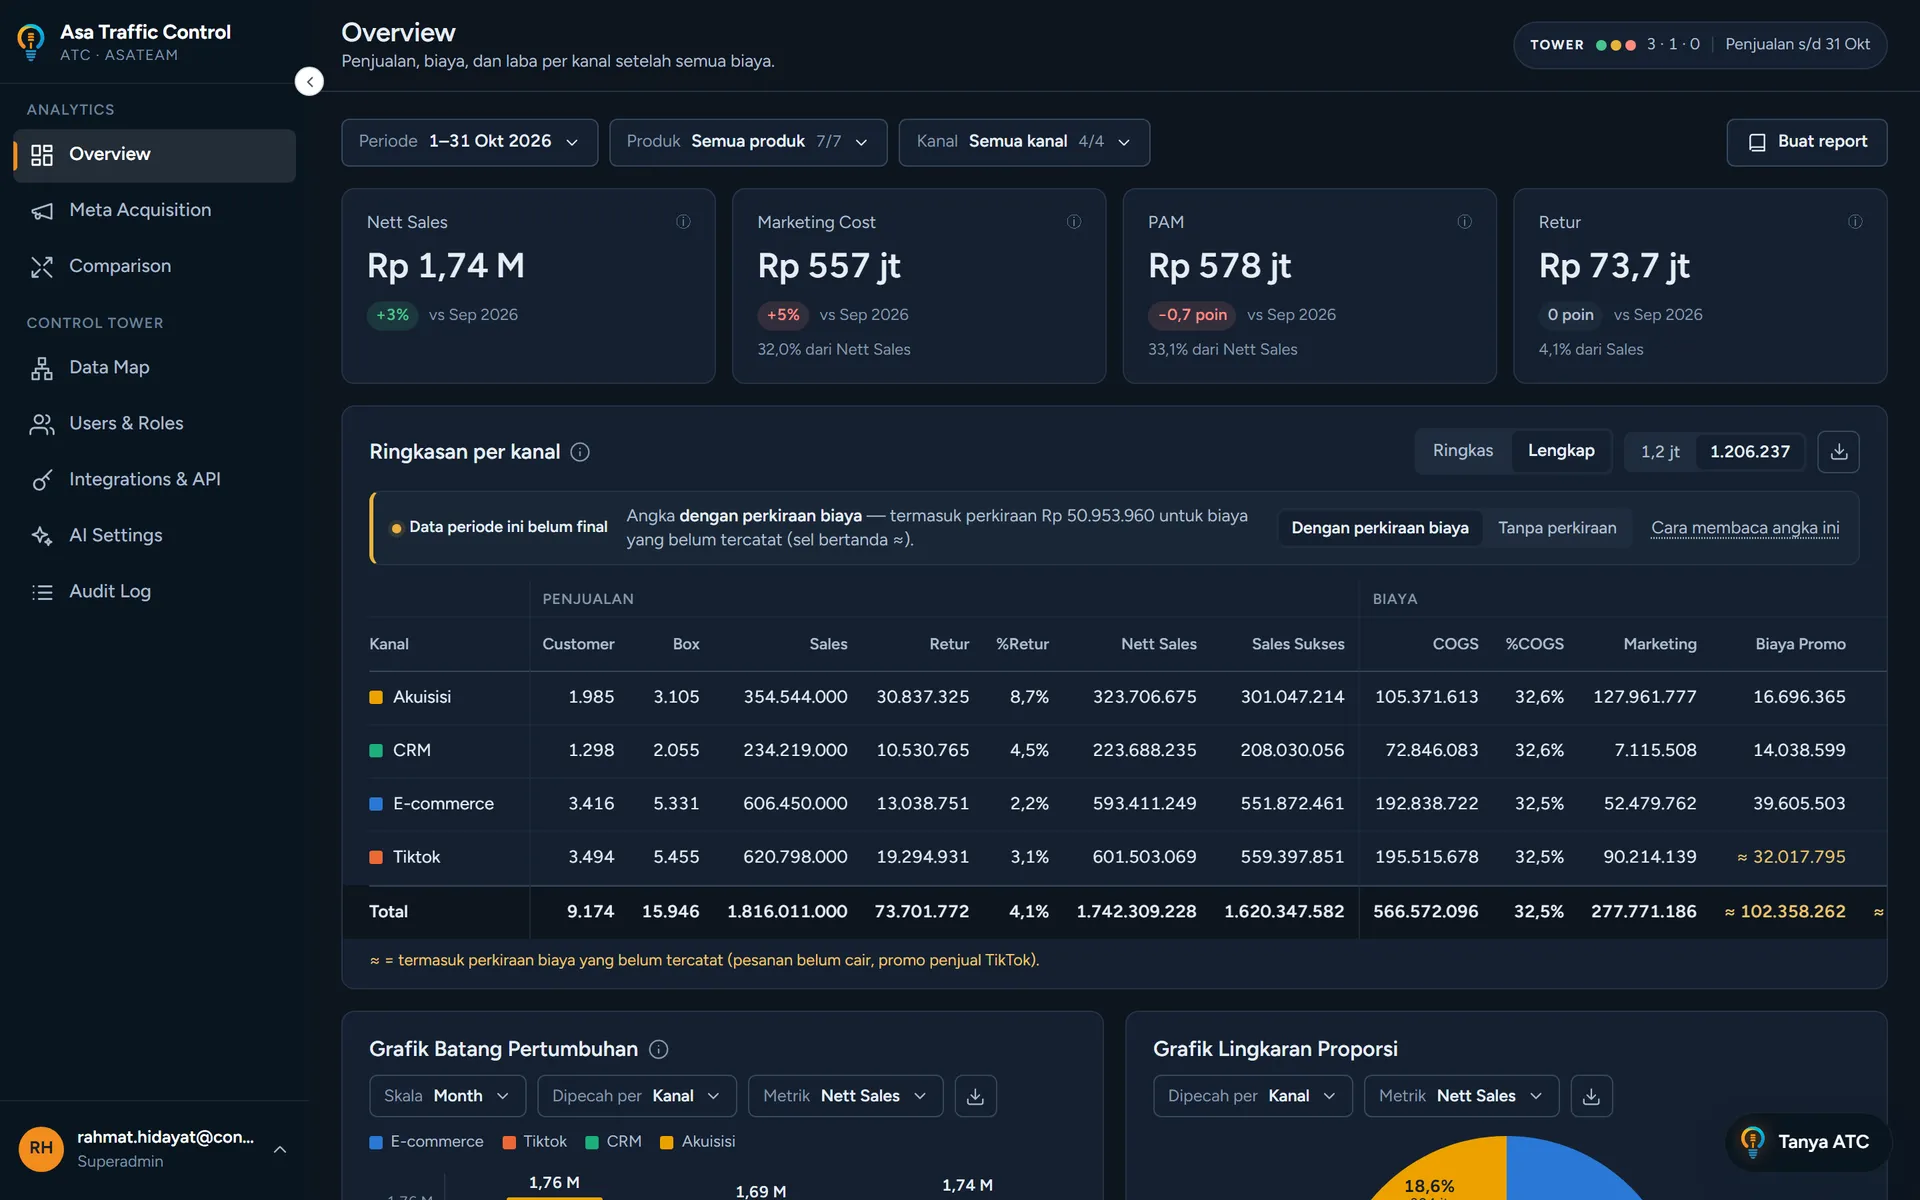 Asa Traffic Control
ATC · ASATEAM
ANALYTICS
Overview
Meta Acquisition
Comparison
CONTROL TOWER
Data Map
Users & Roles
Integrations & API
AI Settings
Audit Log
RH
rahmat.hidayat@con...
Superadmin
Overview
Penjualan, biaya, dan laba per kanal setelah semua biaya.
TOWER 3 · 1 · 0 Penjualan s/d 31 Okt
Periode 1–31 Okt 2026
Produk Semua produk 7/7
Kanal Semua kanal 4/4
Buat report
Nett Sales
Rp 1,74 M
+3% vs Sep 2026
Marketing Cost
Rp 557 jt
+5% vs Sep 2026
32,0% dari Nett Sales
PAM
Rp 578 jt
-0,7 poin vs Sep 2026
33,1% dari Nett Sales
Retur
Rp 73,7 jt
0 poin vs Sep 2026
4,1% dari Sales
Ringkasan per kanal
Ringkas Lengkap 1,2 jt 1.206.237
Data periode ini belum final
Angka dengan perkiraan biaya — termasuk perkiraan Rp 50.953.960 untuk biaya
yang belum tercatat (sel bertanda ≈).
Dengan perkiraan biaya Tanpa perkiraan Cara membaca angka ini
PENJUALAN BIAYA
Kanal Customer Box Sales Retur %Retur Nett Sales Sales Sukses COGS %COGS Marketing Biaya Promo
Akuisisi 1.985 3.105 354.544.000 30.837.325 8,7% 323.706.675 301.047.214 105.371.613 32,6% 127.961.777 16.696.365
CRM 1.298 2.055 234.219.000 10.530.765 4,5% 223.688.235 208.030.056 72.846.083 32,6% 7.115.508 14.038.599
E-commerce 3.416 5.331 606.450.000 13.038.751 2,2% 593.411.249 551.872.461 192.838.722 32,5% 52.479.762 39.605.503
Tiktok 3.494 5.455 620.798.000 19.294.931 3,1% 601.503.069 559.397.851 195.515.678 32,5% 90.214.139 ≈ 32.017.795
Total 9.174 15.946 1.816.011.000 73.701.772 4,1% 1.742.309.228 1.620.347.582 566.572.096 32,5% 277.771.186 ≈ 102.358.262 ≈
≈ = termasuk perkiraan biaya yang belum tercatat (pesanan belum cair, promo penjual TikTok).
Grafik Batang Pertumbuhan
Skala Month
Dipecah per Kanal
Metrik Nett Sales
E-commerce Tiktok CRM Akuisisi
1,76 M
1,69 M
1,74 M
Grafik Lingkaran Proporsi
Dipecah per Kanal
Metrik Nett Sales
18,6%
Tanya ATC